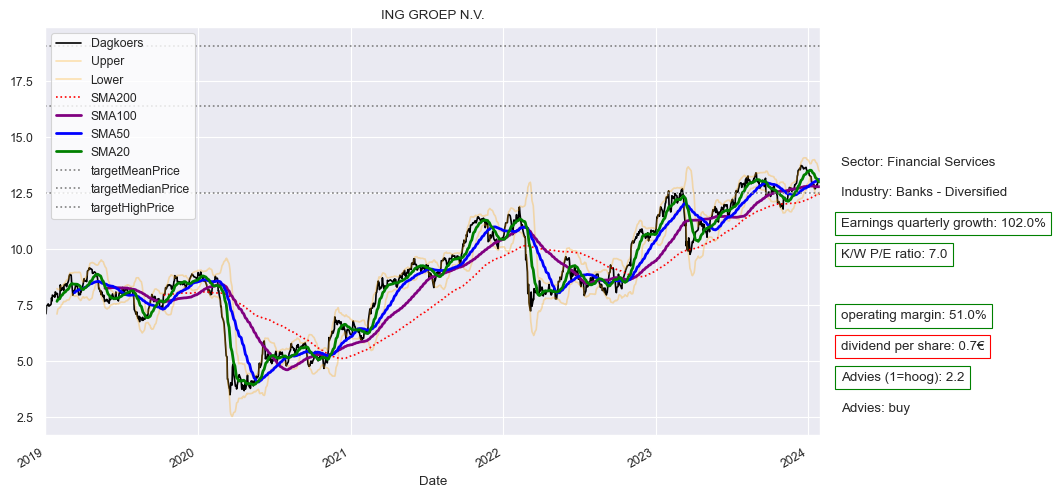 ING GROEP N.V.
Dagkoers
Upper
Lower
SMA200
SMA100
SMA50
SMA20
targetMeanPrice
targetMedianPrice
targetHighPrice
17.5
15.0
12.5
10.0
7.5
5.0
2.5
2019
2020
2021
2022
2023
2024
Date
Sector: Financial Services
Industry: Banks - Diversified
Earnings quarterly growth: 102.0%
K/W P/E ratio: 7.0
operating margin: 51.0%
dividend per share: 0.7€
Advies (1=hoog): 2.2
Advies: buy